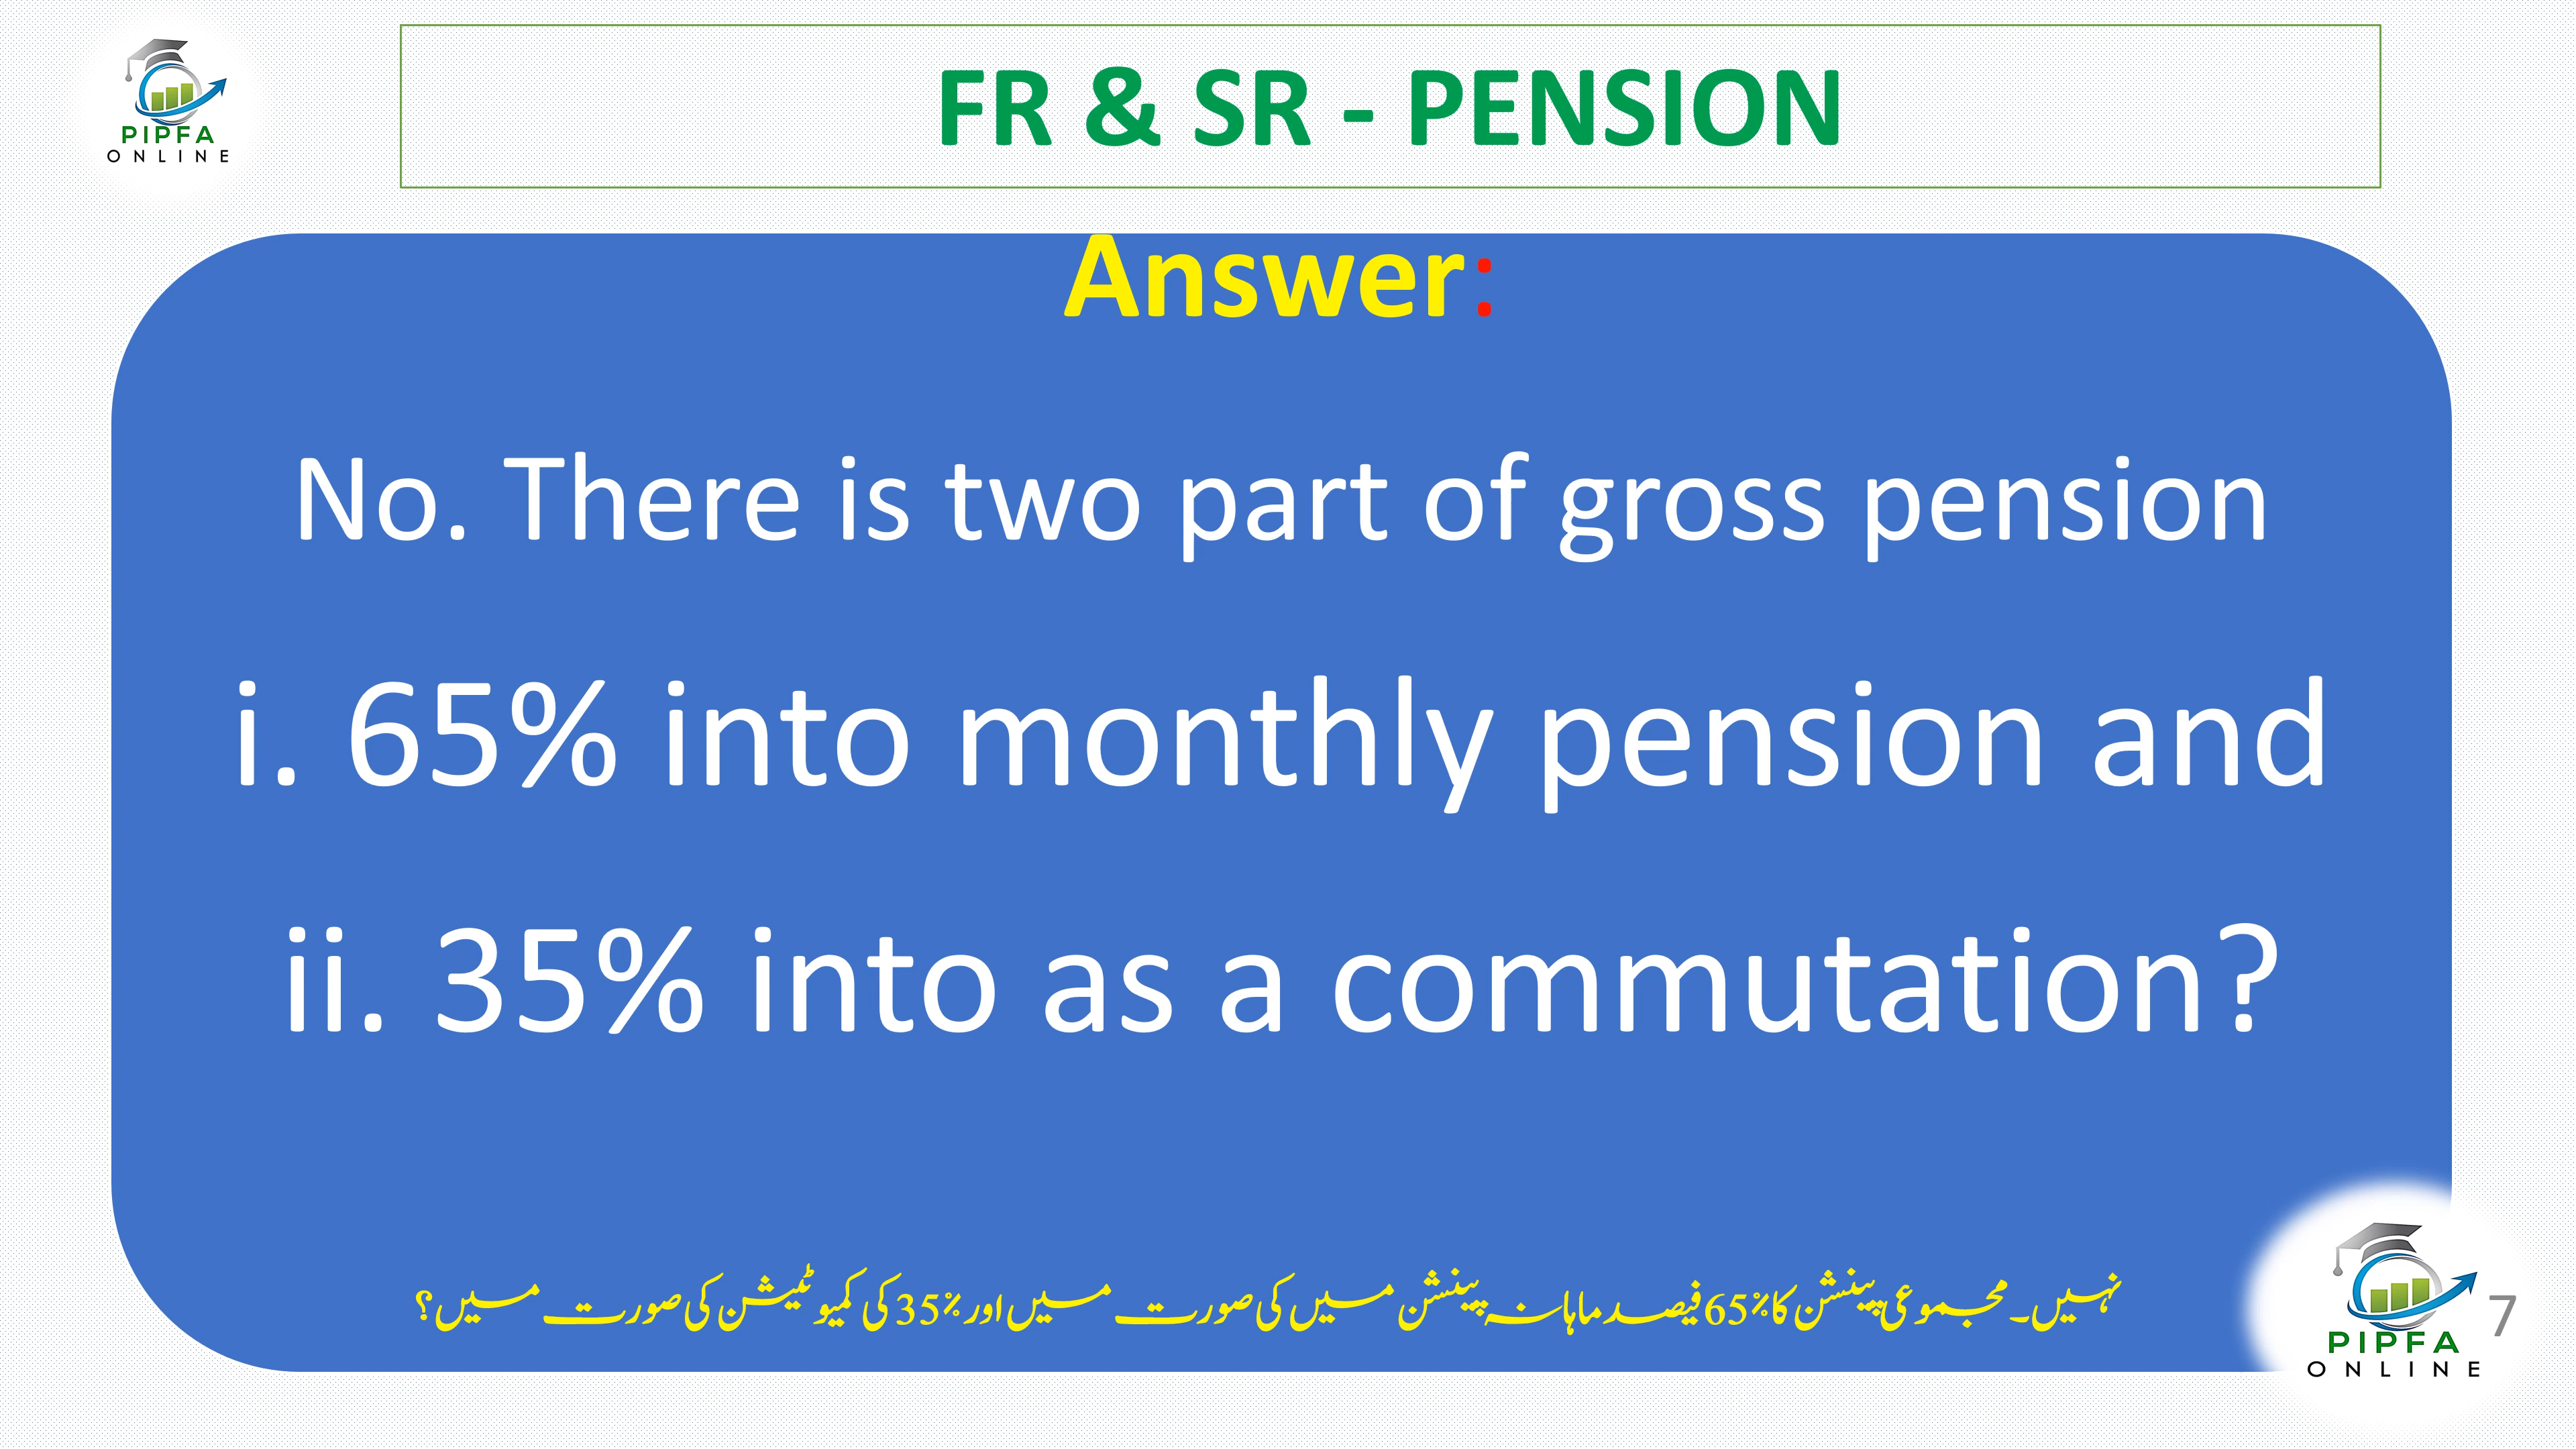 PIPFA
ONLINE
FR & SR - PENSION
Answer:
No. There is two part of gross pension
i. 65% into monthly pension and
ii. 35% into as a commutation?
نہیں۔ مجموعی پینشن کا %65 فیصد ماہانہ پینشن میں کی صورت میں اور %35 کی کمیوٹیشن کی صورت میں؟
PIPFA
ONLINE
7